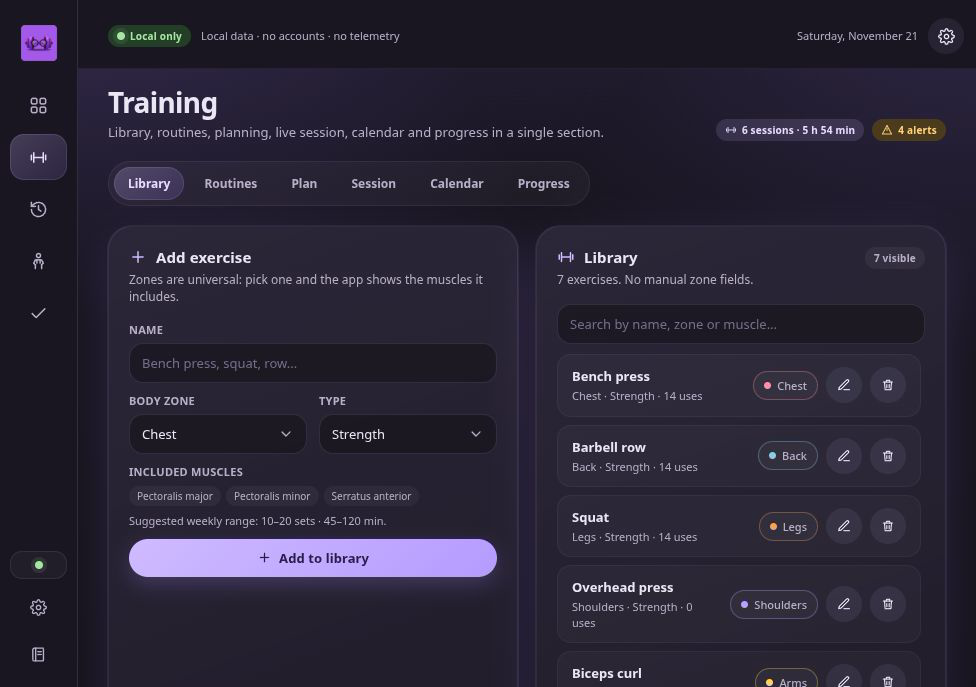 Local only
Local data · no accounts · no telemetry
Saturday, November 21
Training
Library, routines, planning, live session, calendar and progress in a single section.
6 sessions · 5 h 54 min
4 alerts
Library
Routines
Plan
Session
Calendar
Progress
Add exercise
Zones are universal: pick one and the app shows the muscles it
includes.
NAME
Bench press, squat, row...
BODY ZONE
TYPE
Chest
Strength
INCLUDED MUSCLES
Pectoralis major
Pectoralis minor
Serratus anterior
Suggested weekly range: 10–20 sets · 45–120 min.
Add to library
Library
7 visible
7 exercises. No manual zone fields.
Search by name, zone or muscle...
Bench press
Chest · Strength · 14 uses
Chest
Barbell row
Back · Strength · 14 uses
Back
Squat
Legs · Strength · 14 uses
Legs
Overhead press
Shoulders · Strength · 0
uses
Shoulders
Biceps curl
Arms